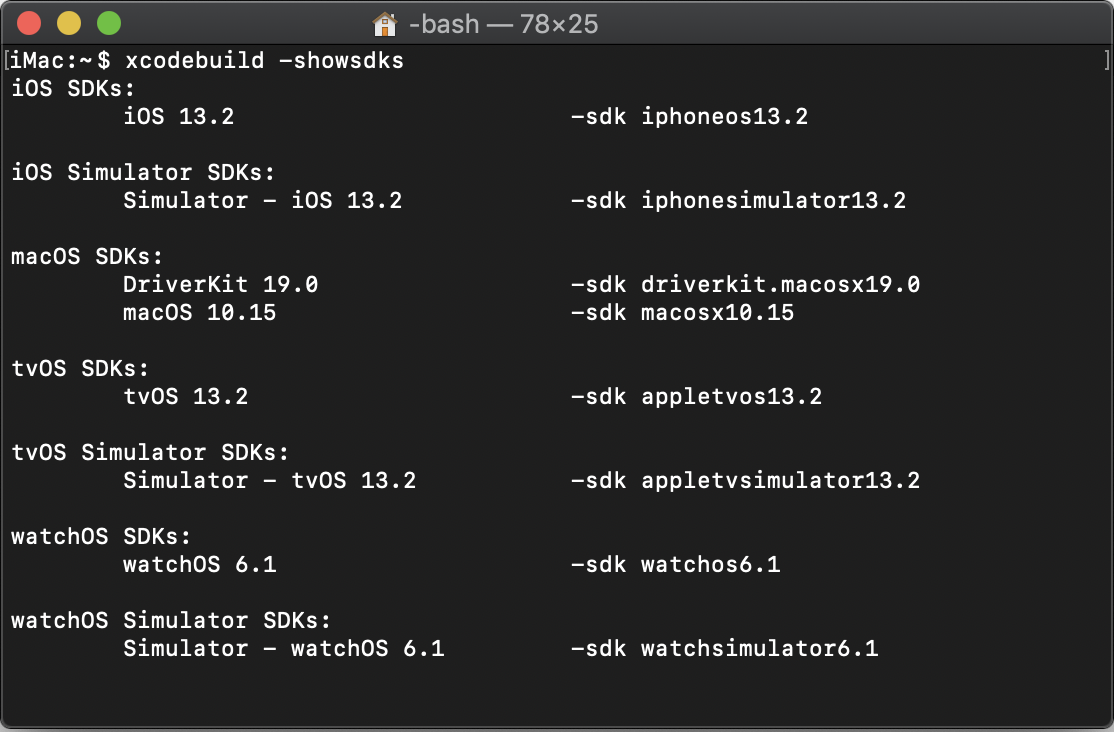 -bash — 78×25
[iMac:~$ xcodebuild -showsdks ]
iOS SDKs:
iOS 13.2 -sdk iphoneos13.2
iOS Simulator SDKs:
Simulator - iOS 13.2 -sdk iphonesimulator13.2
macOS SDKs:
DriverKit 19.0 -sdk driverkit.macosx19.0
macOS 10.15 -sdk macosx10.15
tvOS SDKs:
tvOS 13.2 -sdk appletvos13.2
tvOS Simulator SDKs:
Simulator - tvOS 13.2 -sdk appletvsimulator13.2
watchOS SDKs:
watchOS 6.1 -sdk watchos6.1
watchOS Simulator SDKs:
Simulator - watchOS 6.1 -sdk watchsimulator6.1